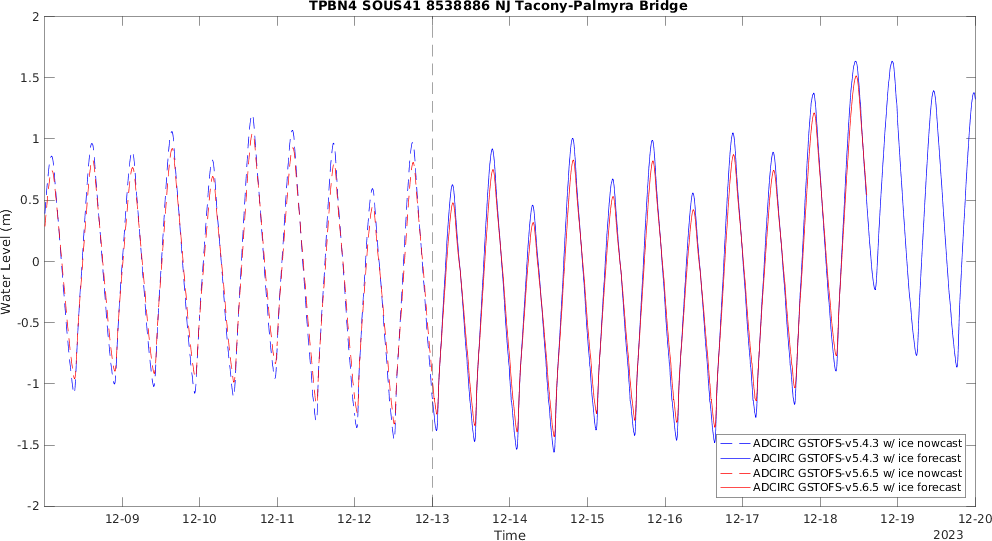 TPBN4 SOUS41 8538886 NJ Tacony-Palmyra Bridge
2
1.5
1
0.5
0
-0.5
-1
-1.5
-2
Water Level (m)
12-09 12-10 12-11 12-12 12-13 12-14 12-15 12-16 12-17 12-18 12-19 12-20
Time
2023
ADCIRC GSTOFS-v5.4.3 w/ ice nowcast
ADCIRC GSTOFS-v5.4.3 w/ ice forecast
ADCIRC GSTOFS-v5.6.5 w/ ice nowcast
ADCIRC GSTOFS-v5.6.5 w/ ice forecast